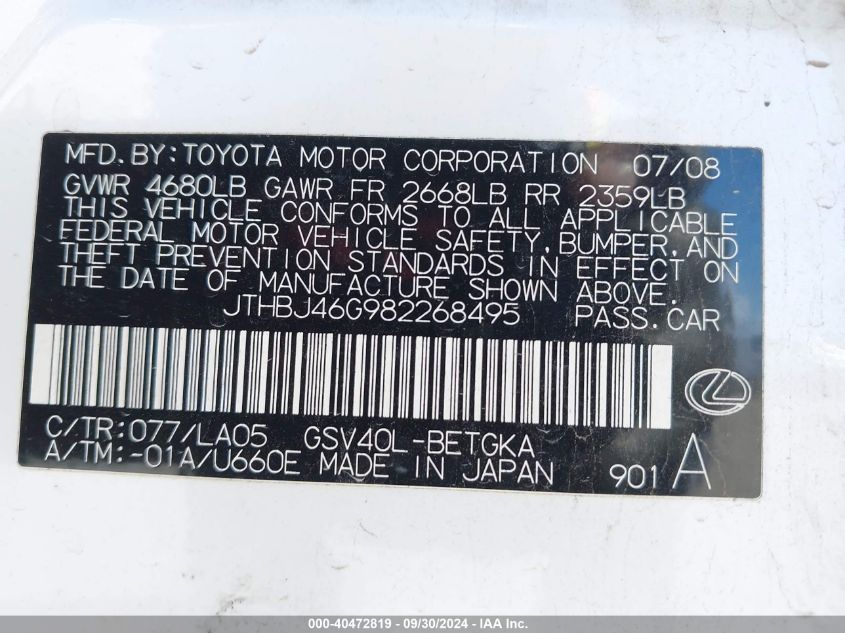 MFD.BY:TOYOTA MOTOR CORPORATION 07/08
GVWR 4680LB GAWR FR 2668LB RR 2359LB
THIS VEHICLE CONFORMS TO ALL APPLICABLE
FEDERAL MOTOR VEHICLE SAFETY,BUMPER,AND
THEFT PREVENTION STANDARDS IN EFFECT ON
THE DATE OF MANUFACTURE SHOWN ABOVE.
JTHBJ46G982268495 PASS.CAR
C/TR:077/LA05 GSV40L-BETGKA
A/TM:-01A/U660E MADE IN JAPAN 901 A
000-40472819 - 09/30/2024 - IAA Inc.